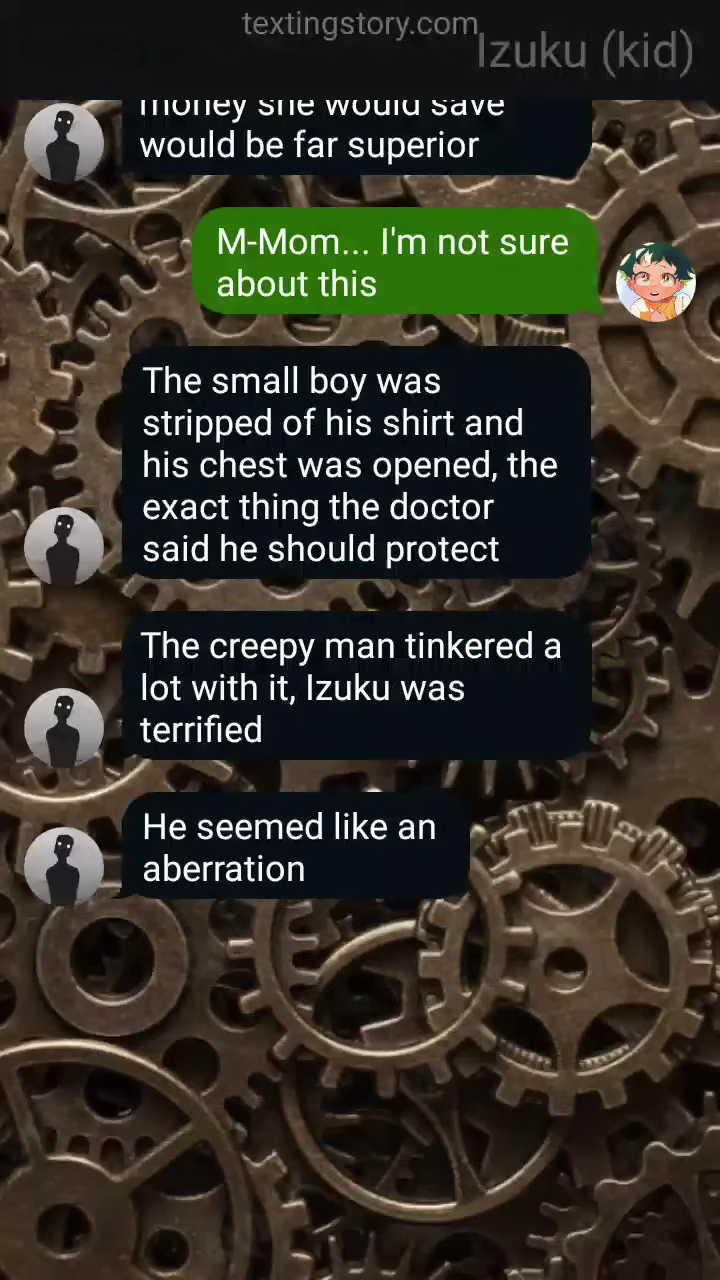 textingstory.com
Izuku (kid)
money she would save
would be far superior
M-Mom... I'm not sure
about this
The small boy was
stripped of his shirt and
his chest was opened, the
exact thing the doctor
said he should protect
The creepy man tinkered a
lot with it, Izuku was
terrified
He seemed like an
aberration